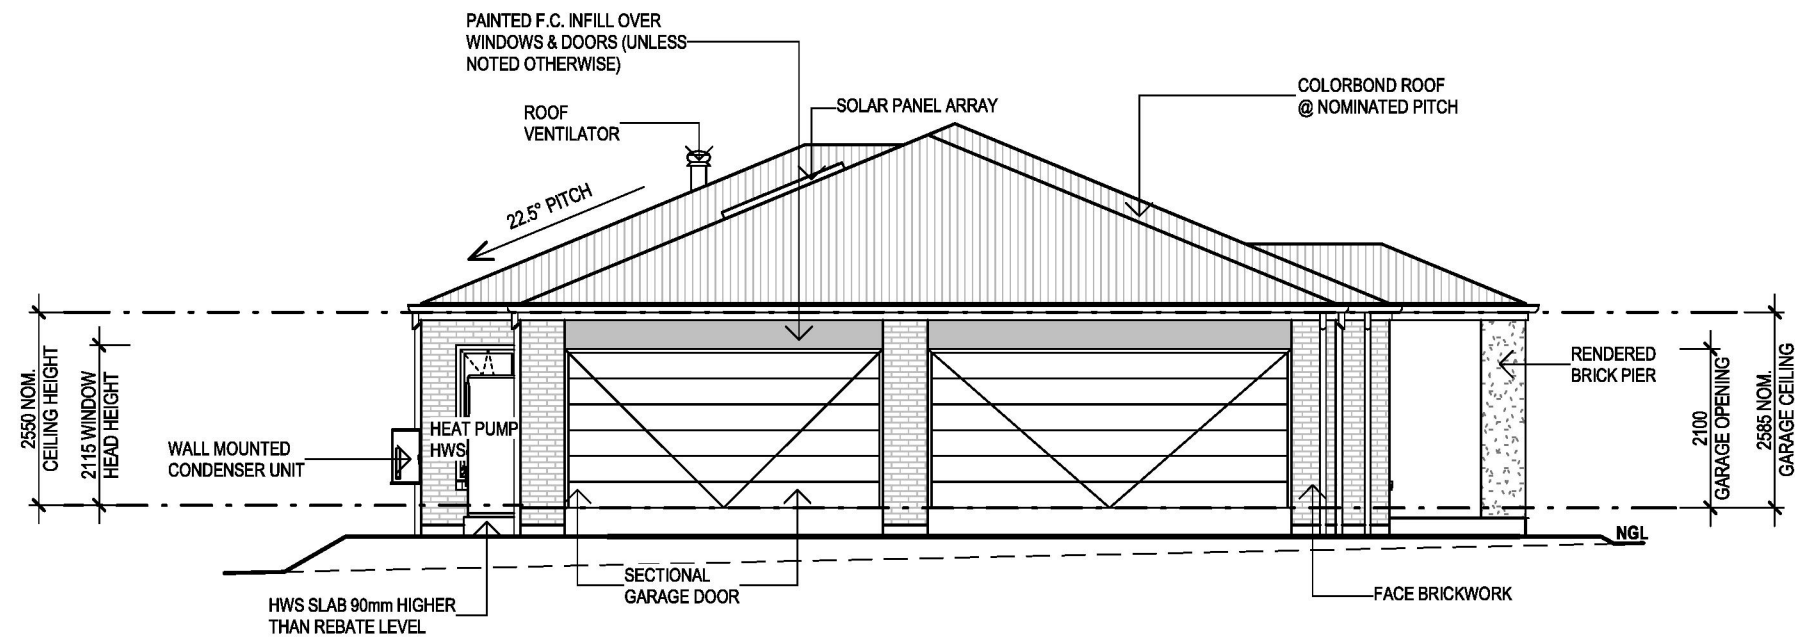 PAINTED F.C. INFILL OVER
WINDOWS & DOORS (UNLESS
NOTED OTHERWISE)
ROOF
VENTILATOR
SOLAR PANEL ARRAY
COLORBOND ROOF
@ NOMINATED PITCH
22.5° PITCH
2550 NOM.
CEILING HEIGHT
2115 WINDOW
HEAD HEIGHT
WALL MOUNTED
CONDENSER UNIT
HEAT PUMP
HWS
RENDERED
BRICK PIER
2100
GARAGE OPENING
2585 NOM.
GARAGE CEILING
NGL
HWS SLAB 90mm HIGHER
THAN REBATE LEVEL
SECTIONAL
GARAGE DOOR
FACE BRICKWORK